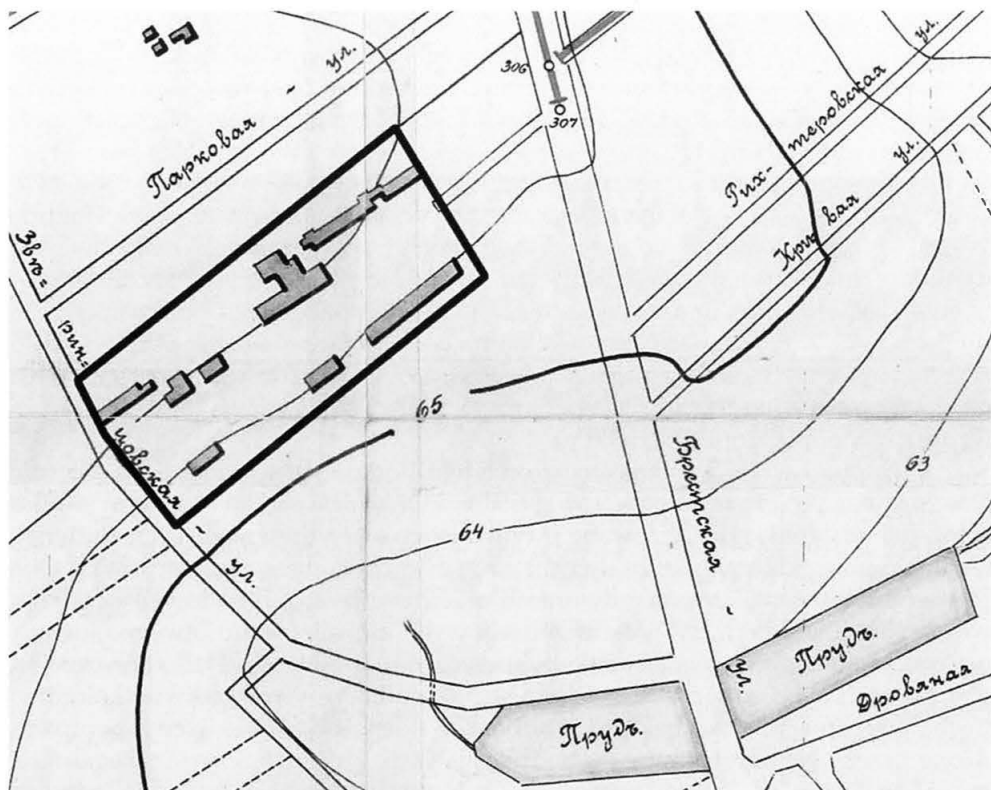 Парковая ул.
306
307
Рих-
теровская ул.
Кри
вая ул.
Звѣ-
рин-
цовская
ул.
65
64
63
Брестская
ул
Прудъ.
Прудъ.
Дровяная